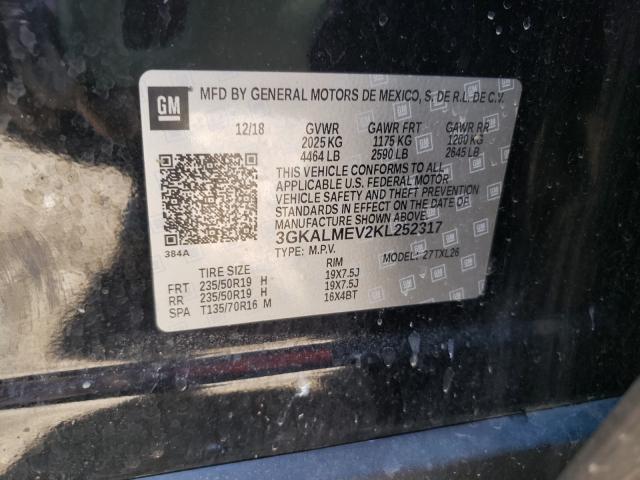 GM MFD BY GENERAL MOTORS DE MEXICO, S. DE R.L. DE C.V.
12/18 GVWR GAWR FRT GAWR RR
2025 KG 1175 KG 1200 KG
4464 LB 2590 LB 2645 LB
THIS VEHICLE CONFORMS TO ALL
APPLICABLE U.S. FEDERAL MOTOR
VEHICLE SAFETY AND THEFT PREVENTION
STANDARDS IN EFFECT ON THE DATE OF
MANUFACTURE SHOWN ABOVE.
3GKALMEV2KL252317
384A TYPE: M.P.V. MODEL: 27TXL26
TIRE SIZE RIM
FRT 235/50R19 H 19X7.5J
RR 235/50R19 H 19X7.5J
SPA T135/70R16 M 16X4BT